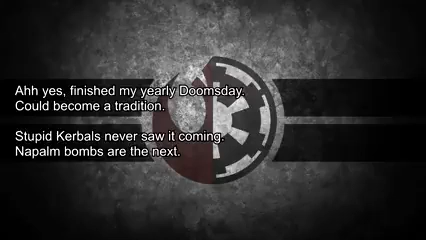 Ahh yes, finished my yearly Doomsday.
Could become a tradition.
Stupid Kerbals never saw it coming.
Napalm bombs are the next.